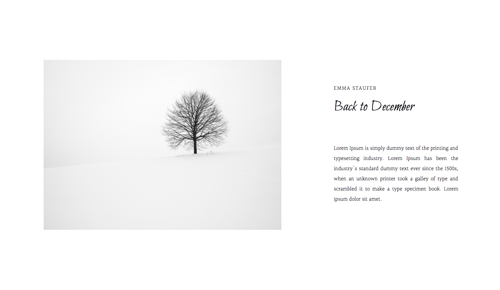 EMMA STAUFER
Back to December
Lorem Ipsum is simply dummy text of the printing and
typesetting industry. Lorem Ipsum has been the
industry's standard dummy text ever since the 1500s,
when an unknown printer took a galley of type and
scrambled it to make a type specimen book. Lorem
ipsum dolor sit amet.